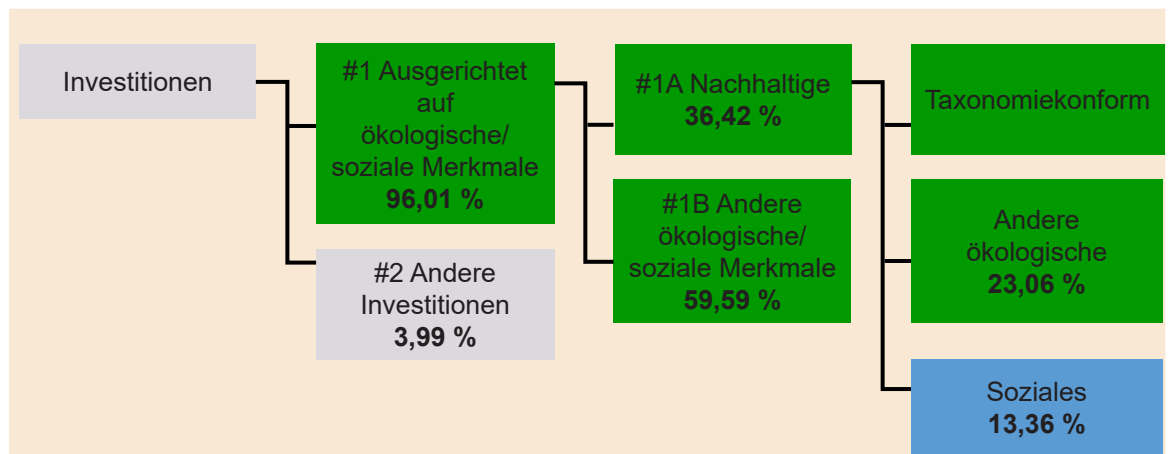 Investitionen
#1 Ausgerichtet
auf
ökologische/
soziale Merkmale
96,01 %
#2 Andere
Investitionen
3,99 %
#1A Nachhaltige
36,42 %
#1B Andere
ökologische/
soziale Merkmale
59,59 %
Taxonomiekonform
Andere
ökologische
23,06 %
Soziales
13,36 %